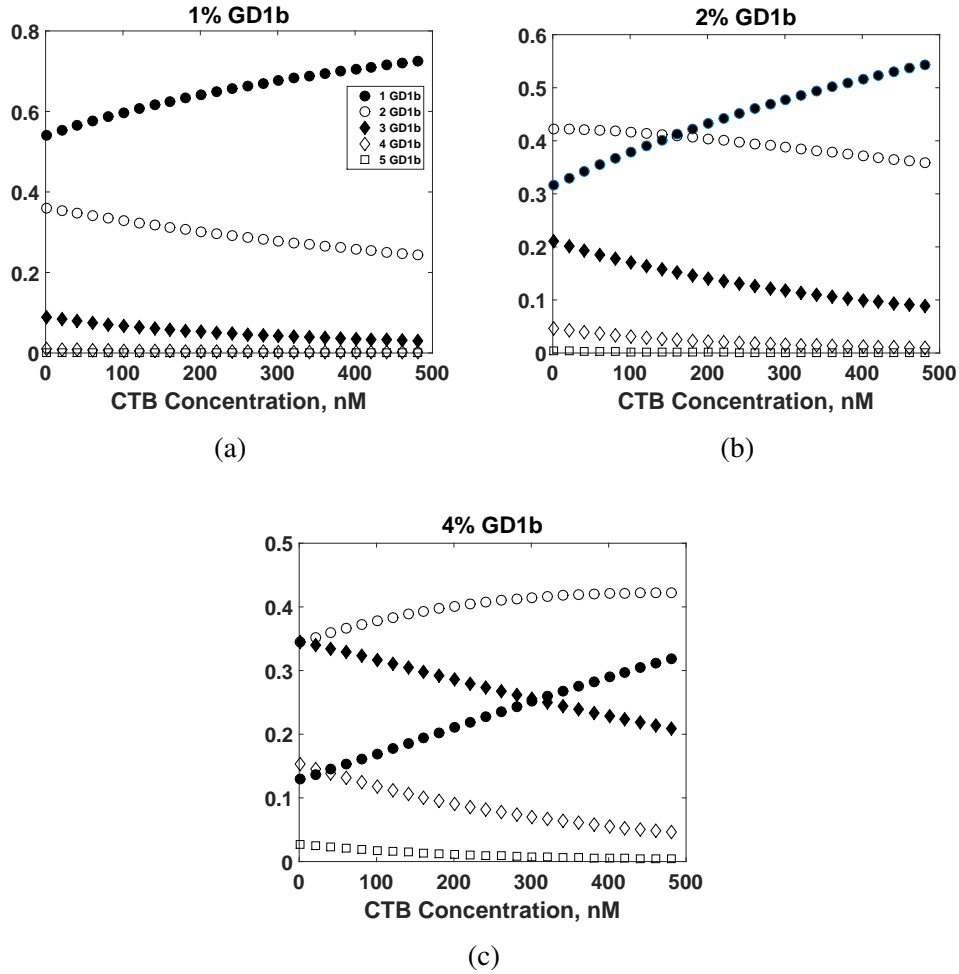 1% GD1b
0.8
0.6
0.4
0.2
0
0 100 200 300 400 500
CTB Concentration, nM
1 GD1b
2 GD1b
3 GD1b
4 GD1b
5 GD1b
(a)
2% GD1b
0.6
0.5
0.4
0.3
0.2
0.1
0
0 100 200 300 400 500
CTB Concentration, nM
(b)
4% GD1b
0.5
0.4
0.3
0.2
0.1
0
0 100 200 300 400 500
CTB Concentration, nM
(c)